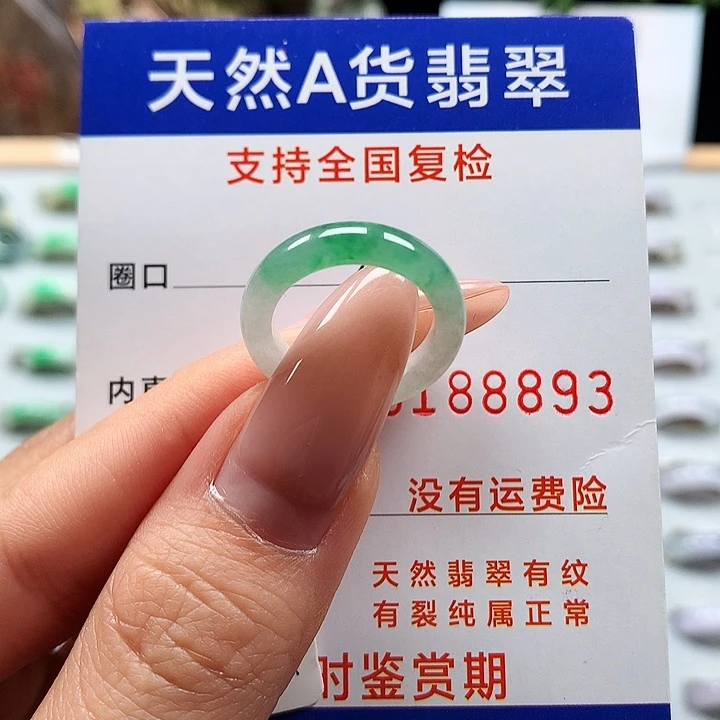 天然A货翡翠
支持全国复检
圈口
内
188893
没有运费险
天然翡翠有纹
有裂纯属正常
时鉴赏期